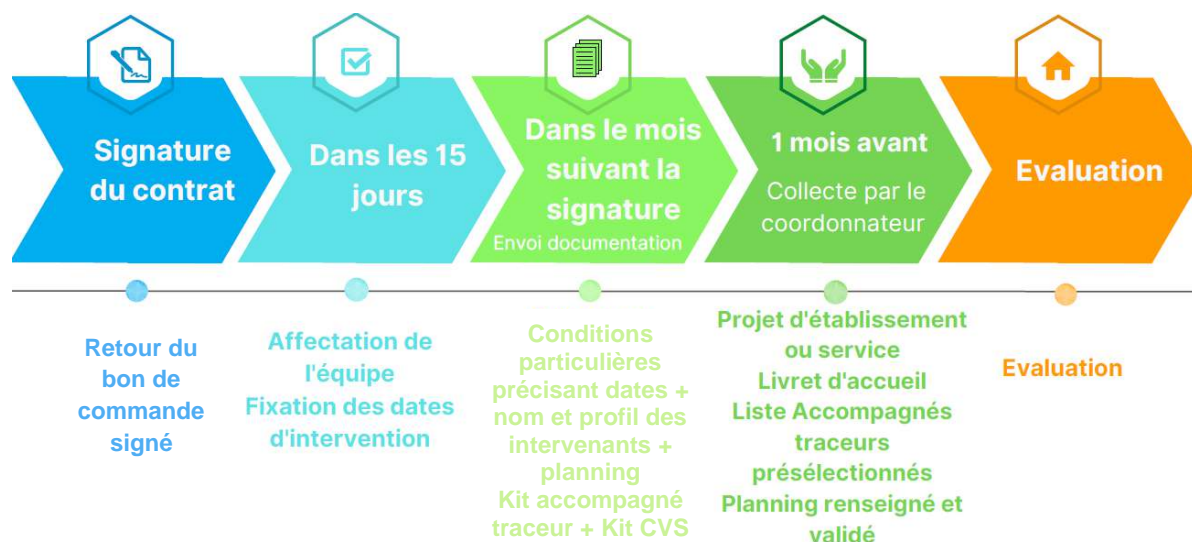 Signature
du contrat
Dans les 15
jours
Dans le mois
suivant la
signature
Envoi documentation
1 mois avant
Collecte par le
coordonnateur
Evaluation
Retour du
bon de
commande
signé
Affectation de
l'équipe
Fixation des dates
d'intervention
Conditions
particulières
précisant dates +
nom et profil des
intervenants +
planning
Kit accompagné
traceur + Kit CVS
Projet d'établissement
ou service
Livret d'accueil
Liste Accompagnés
traceurs
présélectionnés
Planning renseigné et
validé
Evaluation